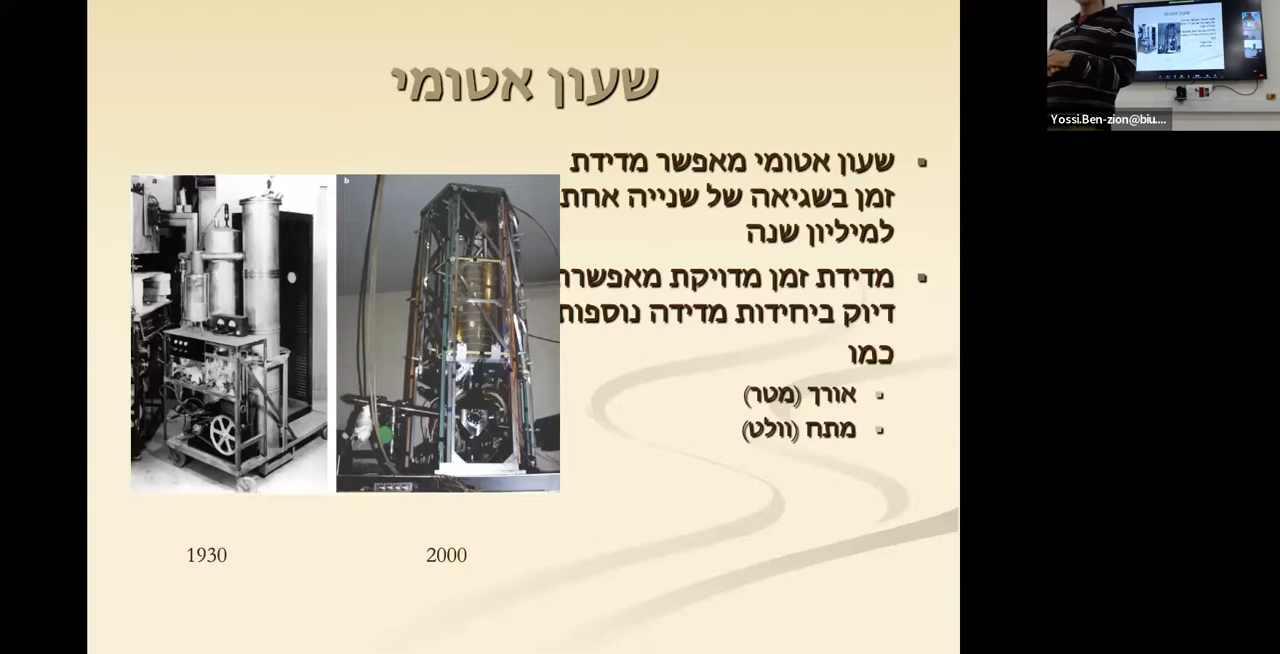 שעון אטומי
שעון אטומי מאפשר מדידת
זמן בשגיאה של שנייה אחת
למיליון שנה
מדידת זמן מדויקת מאפשרת
דיוק ביחידות מדידה נוספות
כמו
אורך (מטר)
מתח (וולט)
a
b
1930
2000
Yossi.Ben-zion@biu....